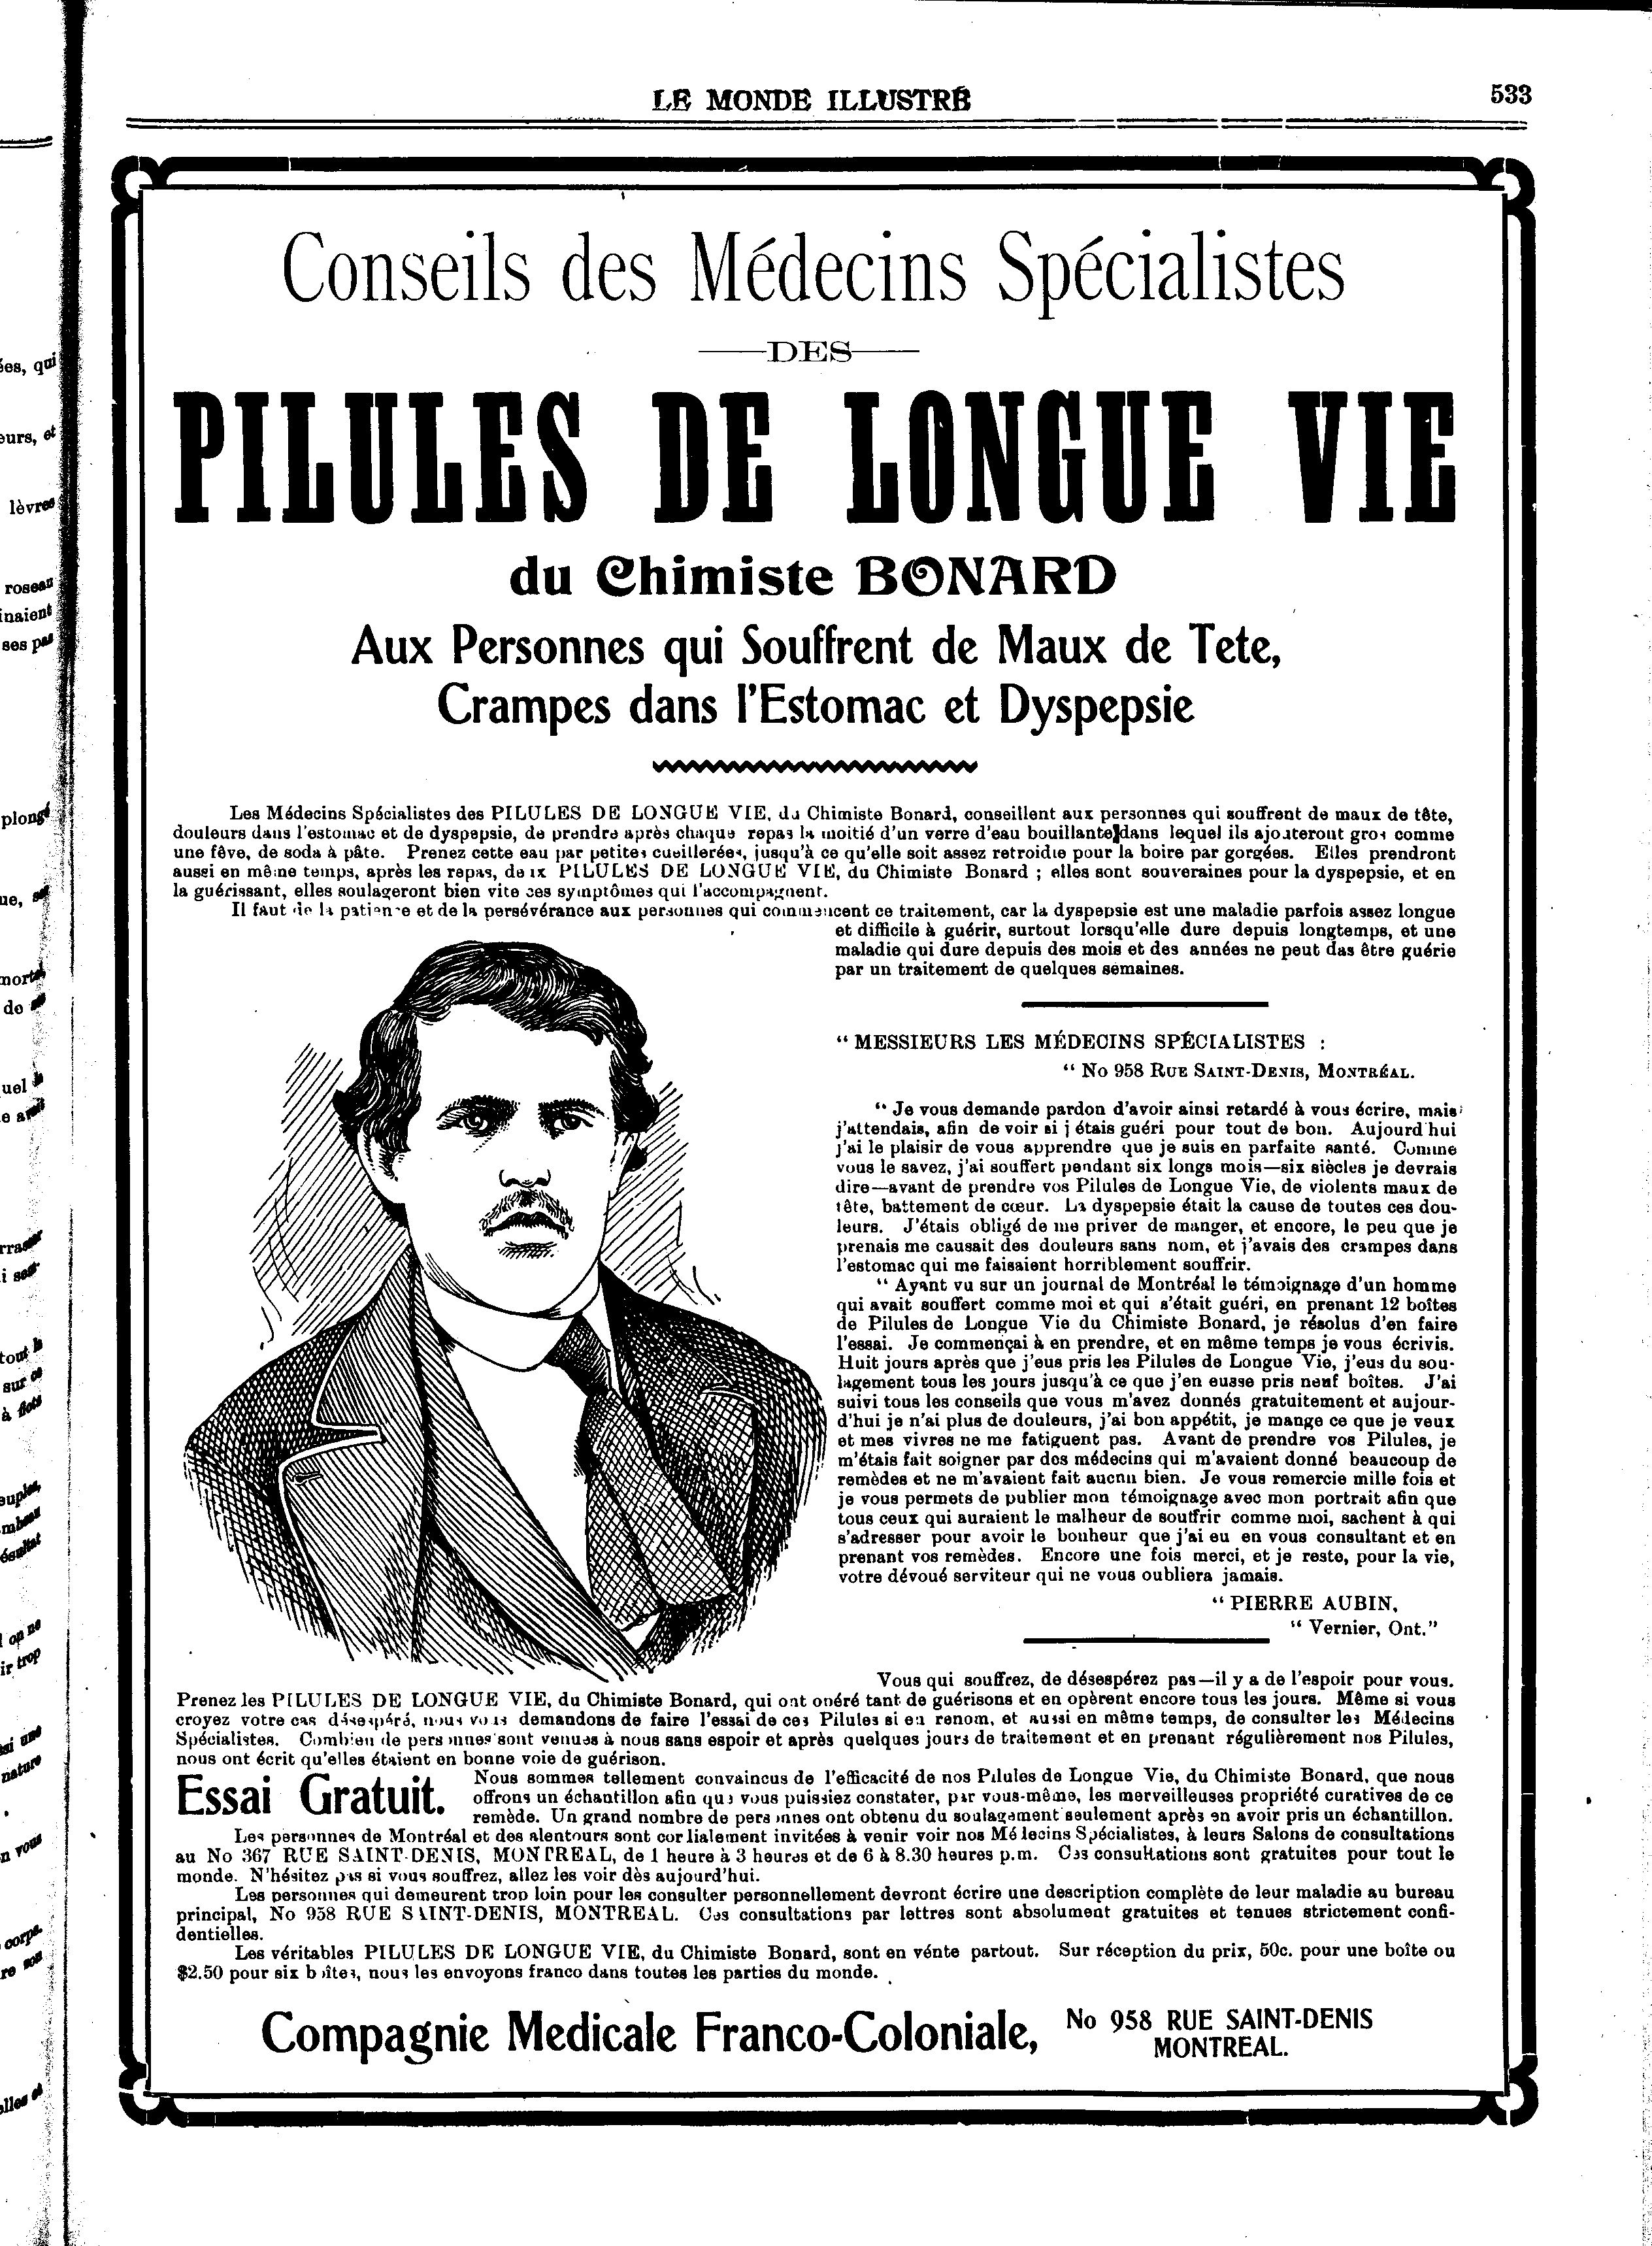 LE MONDE ILLUSTRÉ
533
Conseils des Médecins Spécialistes
DES
PILULES DE LONGUE VIE
du Chimiste BONARD
Aux Personnes qui Souffrent de Maux de Tete,
Crampes dans l'Estomac et Dyspepsie
Les Médecins Spécialistes des PILULES DE LONGUE VIE, du Chimiste Bonard, conseillent aux personnes qui souffrent de maux de tête,
douleurs dans l'estomac et de dyspepsie, de prendre après chaque repas la moitié d'un verre d'eau bouillante dans lequel ils ajouteront gros comme
une fêve, de soda à pâte. Prenez cette eau par petites cueillerées, jusqu'à ce qu'elle soit assez retroidie pour la boire par gorgées. Elles prendront
aussi en même temps, après les repas, deux PILULES DE LONGUE VIE, du Chimiste Bonard ; elles sont souveraines pour la dyspepsie, et en
la guérissant, elles soulageront bien vite ces symptômes qui l'accompagnent.
Il faut de la patience et de la persévérance aux personnes qui commencent ce traitement, car la dyspepsie est une maladie parfois assez longue
et difficile à guérir, surtout lorsqu'elle dure depuis longtemps, et une
maladie qui dure depuis des mois et des années ne peut das être guérie
par un traitement de quelques semaines.
" MESSIEURS LES MÉDECINS SPÉCIALISTES :
" No 958 RUE SAINT-DENIS, MONTRÉAL.
" Je vous demande pardon d'avoir ainsi retardé à vous écrire, mais
j'attendais, afin de voir si j étais guéri pour tout de bon. Aujourd'hui
j'ai le plaisir de vous apprendre que je suis en parfaite santé. Comme
vous le savez, j'ai souffert pendant six longs mois—six siècles je devrais
dire—avant de prendre vos Pilules de Longue Vie, de violents maux de
tête, battement de cœur. La dyspepsie était la cause de toutes ces dou-
leurs. J'étais obligé de me priver de manger, et encore, le peu que je
prenais me causait des douleurs sans nom, et j'avais des crampes dans
l'estomac qui me faisaient horriblement souffrir.
" Ayant vu sur un journal de Montréal le témoignage d'un homme
qui avait souffert comme moi et qui s'était guéri, en prenant 12 boîtes
de Pilules de Longue Vie du Chimiste Bonard, je résolus d'en faire
l'essai. Je commençai à en prendre, et en même temps je vous écrivis.
Huit jours après que j'eus pris les Pilules de Longue Vie, j'eus du sou-
lagement tous les jours jusqu'à ce que j'en eusse pris neuf boîtes. J'ai
suivi tous les conseils que vous m'avez donnés gratuitement et aujour-
d'hui je n'ai plus de douleurs, j'ai bon appétit, je mange ce que je veux
et mes vivres ne me fatiguent pas. Avant de prendre vos Pilules, je
m'étais fait soigner par des médecins qui m'avaient donné beaucoup de
remèdes et ne m'avaient fait aucun bien. Je vous remercie mille fois et
je vous permets de publier mon témoignage avec mon portrait afin que
tous ceux qui auraient le malheur de souffrir comme moi, sachent à qui
s'adresser pour avoir le bonheur que j'ai eu en vous consultant et en
prenant vos remèdes. Encore une fois merci, et je reste, pour la vie,
votre dévoué serviteur qui ne vous oubliera jamais.
" PIERRE AUBIN,
" Vernier, Ont."
Vous qui souffrez, de désespérez pas—il y a de l'espoir pour vous.
Prenez les PILULES DE LONGUE VIE, du Chimiste Bonard, qui ont opéré tant de guérisons et en opèrent encore tous les jours. Même si vous
croyez votre cas désespéré, nous vous demandons de faire l'essai de ces Pilules si en renom, et aussi en même temps, de consulter les Médecins
Spécialistes. Combien de personnes sont venues à nous sans espoir et après quelques jours de traitement et en prenant régulièrement nos Pilules,
nous ont écrit qu'elles étaient en bonne voie de guérison.
Essai Gratuit. Nous sommes tellement convaincus de l'efficacité de nos Pilules de Longue Vie, du Chimiste Bonard, que nous
offrons un échantillon afin que vous puissiez constater, par vous-même, les merveilleuses propriété curatives de ce
remède. Un grand nombre de personnes ont obtenu du soulagement seulement après en avoir pris un échantillon.
Les personnes de Montréal et des alentours sont cordialement invitées à venir voir nos Médecins Spécialistes, à leurs Salons de consultations
au No 367 RUE SAINT-DENIS, MONTREAL, de 1 heure à 3 heures et de 6 à 8.30 heures p.m. Ces consultations sont gratuites pour tout le
monde. N'hésitez pas si vous souffrez, allez les voir dès aujourd'hui.
Les personnes qui demeurent trop loin pour les consulter personnellement devront écrire une description complète de leur maladie au bureau
principal, No 958 RUE SAINT-DENIS, MONTREAL. Ces consultations par lettres sont absolument gratuites et tenues strictement confi-
dentielles.
Les véritables PILULES DE LONGUE VIE, du Chimiste Bonard, sont en vénte partout. Sur réception du prix, 50c. pour une boîte ou
$2.50 pour six boîtes, nous les envoyons franco dans toutes les parties du monde.
Compagnie Medicale Franco-Coloniale,
No 958 RUE SAINT-DENIS
MONTREAL.